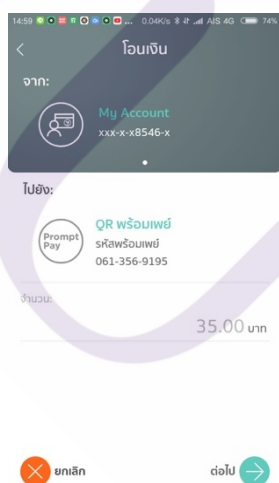 14:59 ... 0.04K/s AIS 4G 74%
โอนเงิน
จาก:
My Account
xxx-x-x8546-x
ไปยัง:
Prompt
Pay
QR พร้อมเพย์
รหัสพร้อมเพย์
061-356-9195
จำนวน:
35.00 บาท
ยกเลิก
ต่อไป